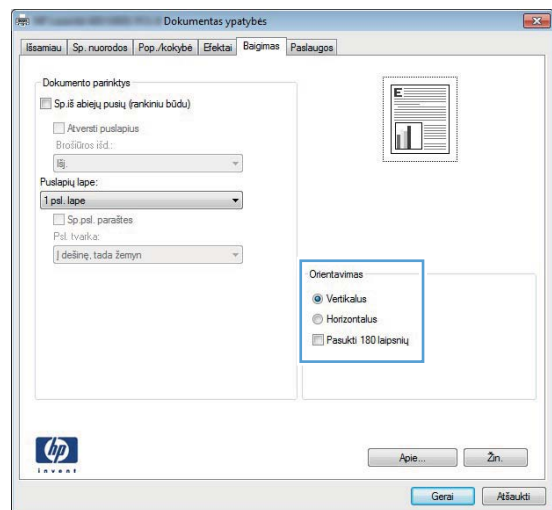 Dokumentas ypatybės
Išsamiau Sp. nuorodos Pop./kokybė Efektai Baigimas Paslaugos
Dokumento parinktys
Sp.iš abiejų pusių (rankiniu būdu)
Atversti puslapius
Brošiūros išd.:
Išj.
Puslapių lape:
1 psl. lape
Sp.psl. paraštes
Psl. tvarka:
Į dešinę, tada žemyn
E
Orientavimas
Vertikalus
Horizontalus
Pasukti 180 laipsnių
hp
invent
Apie... Žin.
Gerai Atšaukti